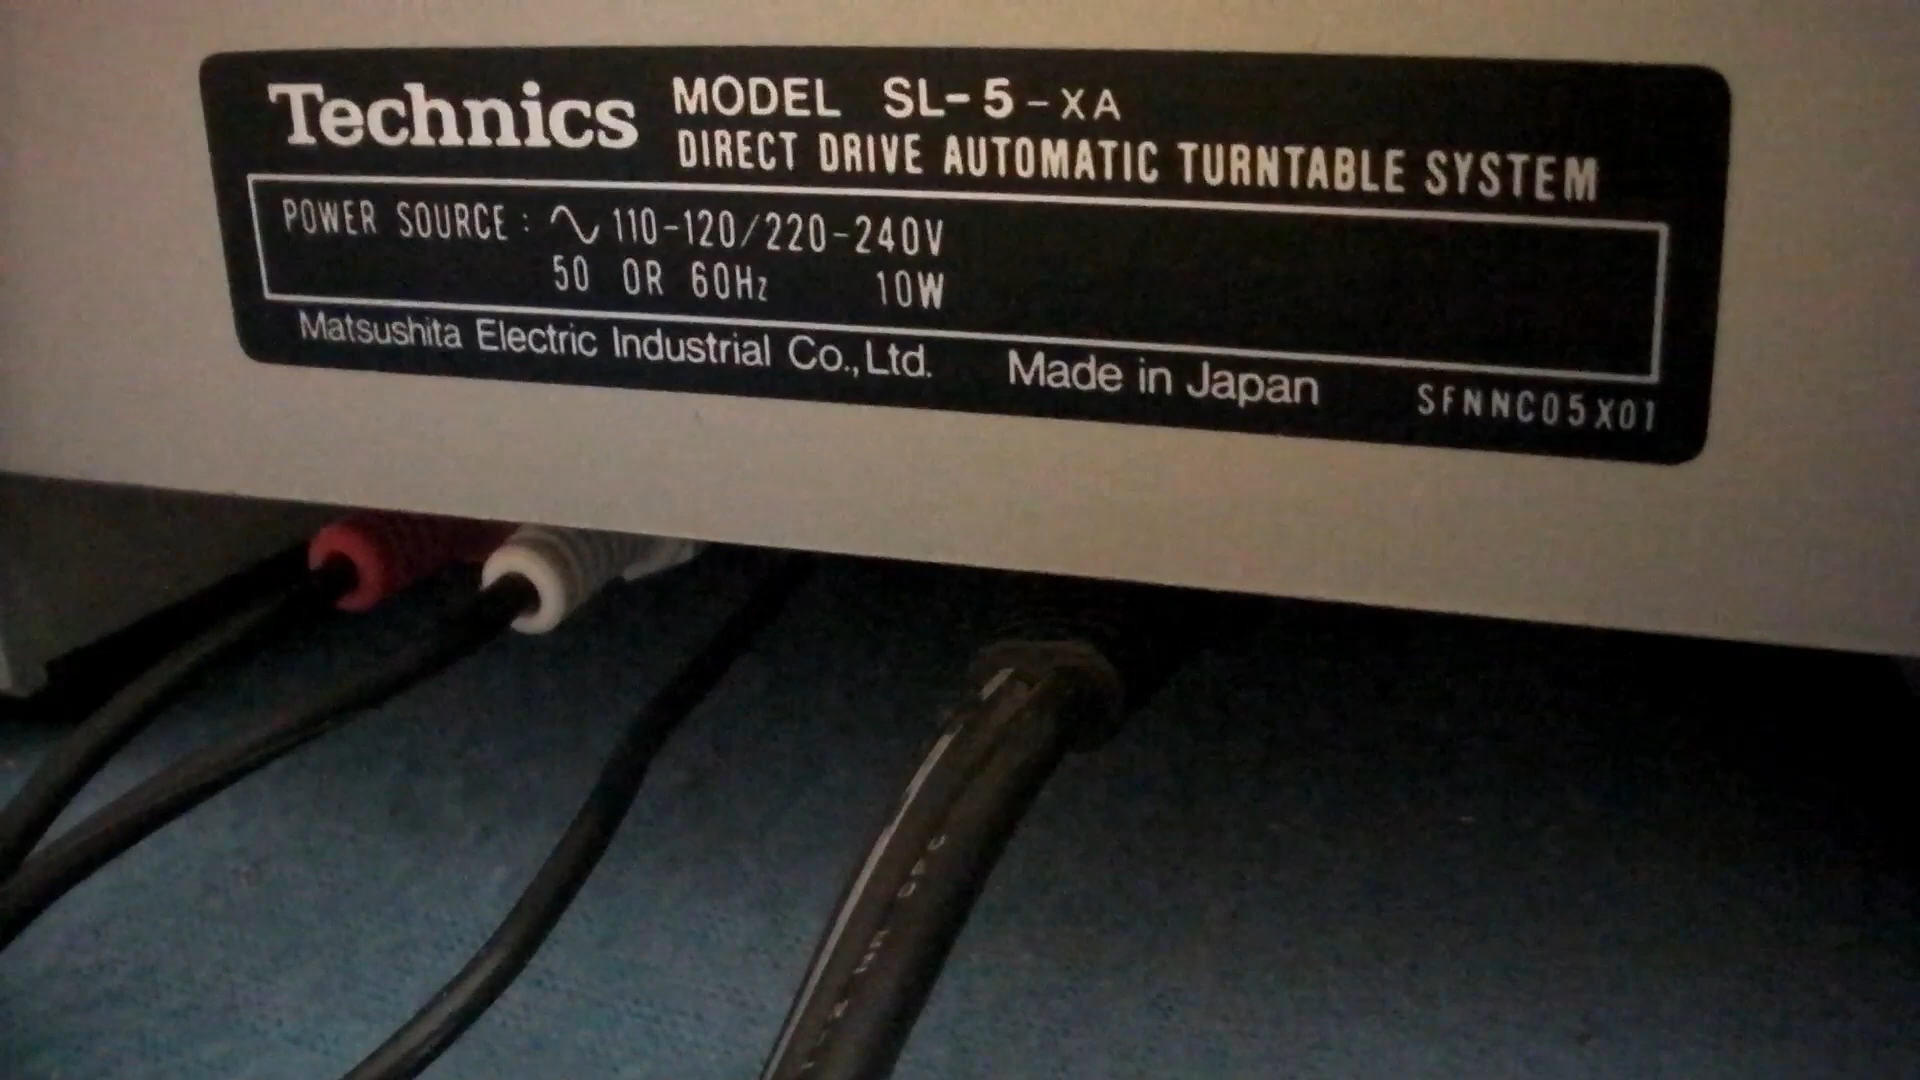 Technics MODEL SL-5-XA
DIRECT DRIVE AUTOMATIC TURNTABLE SYSTEM
POWER SOURCE : ∿ 110-120/220-240V
50 OR 60Hz 10W
Matsushita Electric Industrial Co., Ltd. Made in Japan SFNNC05X01